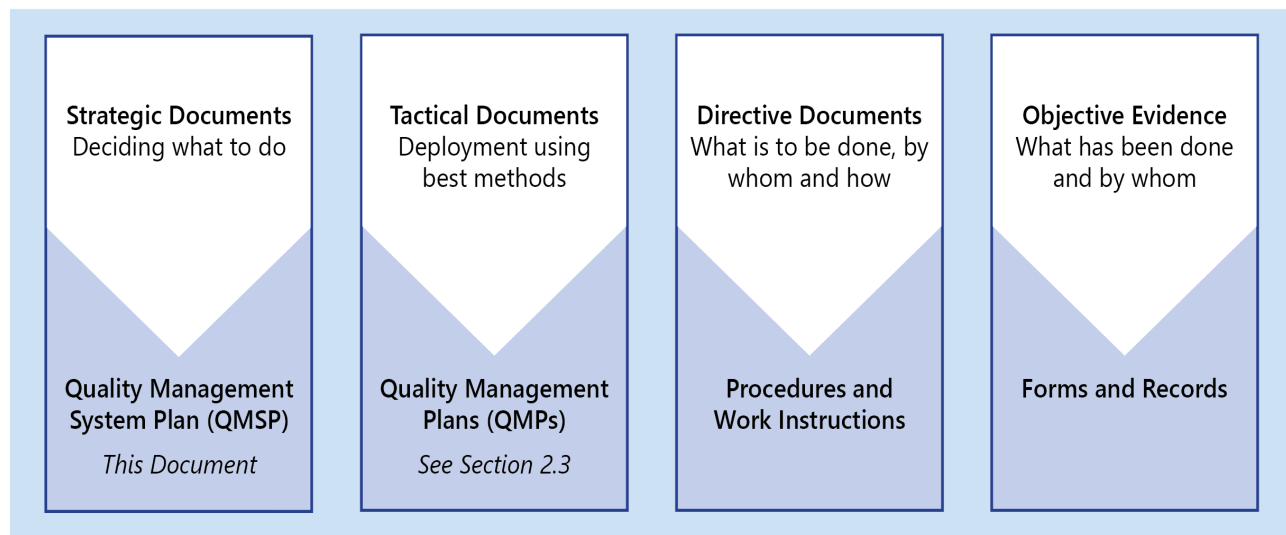 Strategic Documents
Deciding what to do
Quality Management
System Plan (QMSP)
This Document
Tactical Documents
Deployment using
best methods
Quality Management
Plans (QMPs)
See Section 2.3
Directive Documents
What is to be done, by
whom and how
Procedures and
Work Instructions
Objective Evidence
What has been done
and by whom
Forms and Records